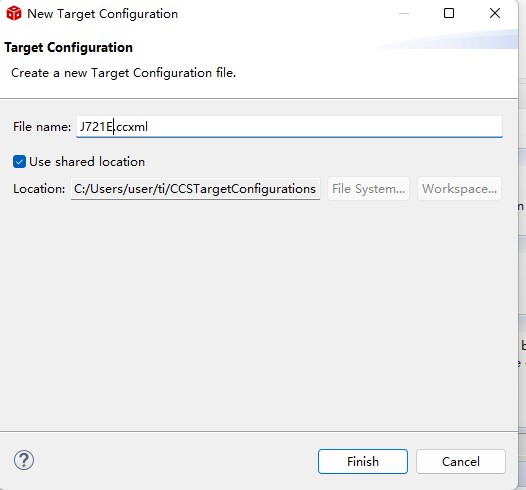 New Target Configuration
Target Configuration
Create a new Target Configuration file.
File name: J721E.ccxml
Use shared location
Location: C:/Users/user/ti/CCSTargetConfigurations File System... Workspace...
Finish Cancel